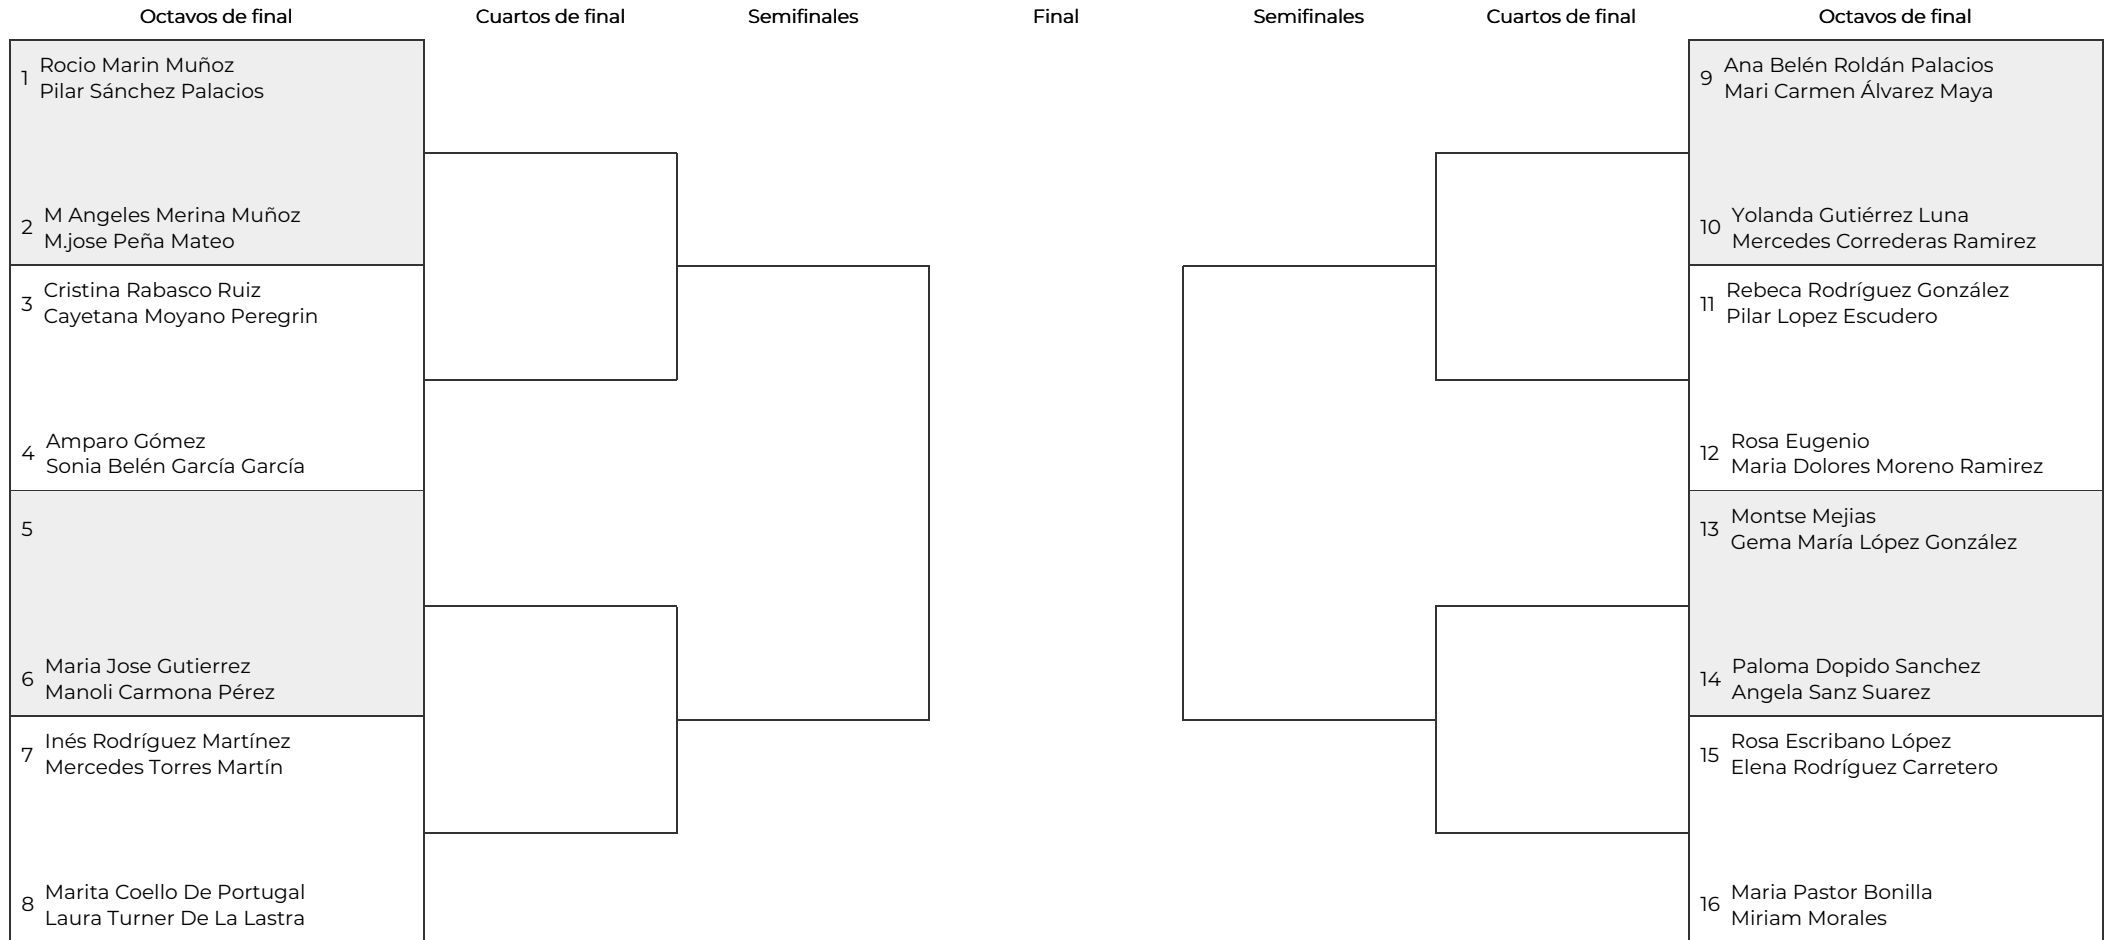 Octavos de final
Cuartos de final
Semifinales
Final
Semifinales
Cuartos de final
Octavos de final
1
Rocio Marin Muñoz
Pilar Sánchez Palacios
2
M Angeles Merina Muñoz
M.jose Peña Mateo
3
Cristina Rabasco Ruiz
Cayetana Moyano Peregrin
4
Amparo Gómez
Sonia Belén García García
5
6
Maria Jose Gutierrez
Manoli Carmona Pérez
7
Inés Rodríguez Martínez
Mercedes Torres Martín
8
Marita Coello De Portugal
Laura Turner De La Lastra
9
Ana Belén Roldán Palacios
Mari Carmen Álvarez Maya
10
Yolanda Gutiérrez Luna
Mercedes Correderas Ramirez
11
Rebeca Rodríguez González
Pilar Lopez Escudero
12
Rosa Eugenio
Maria Dolores Moreno Ramirez
13
Montse Mejias
Gema María López González
14
Paloma Dopido Sanchez
Angela Sanz Suarez
15
Rosa Escribano López
Elena Rodríguez Carretero
16
Maria Pastor Bonilla
Miriam Morales